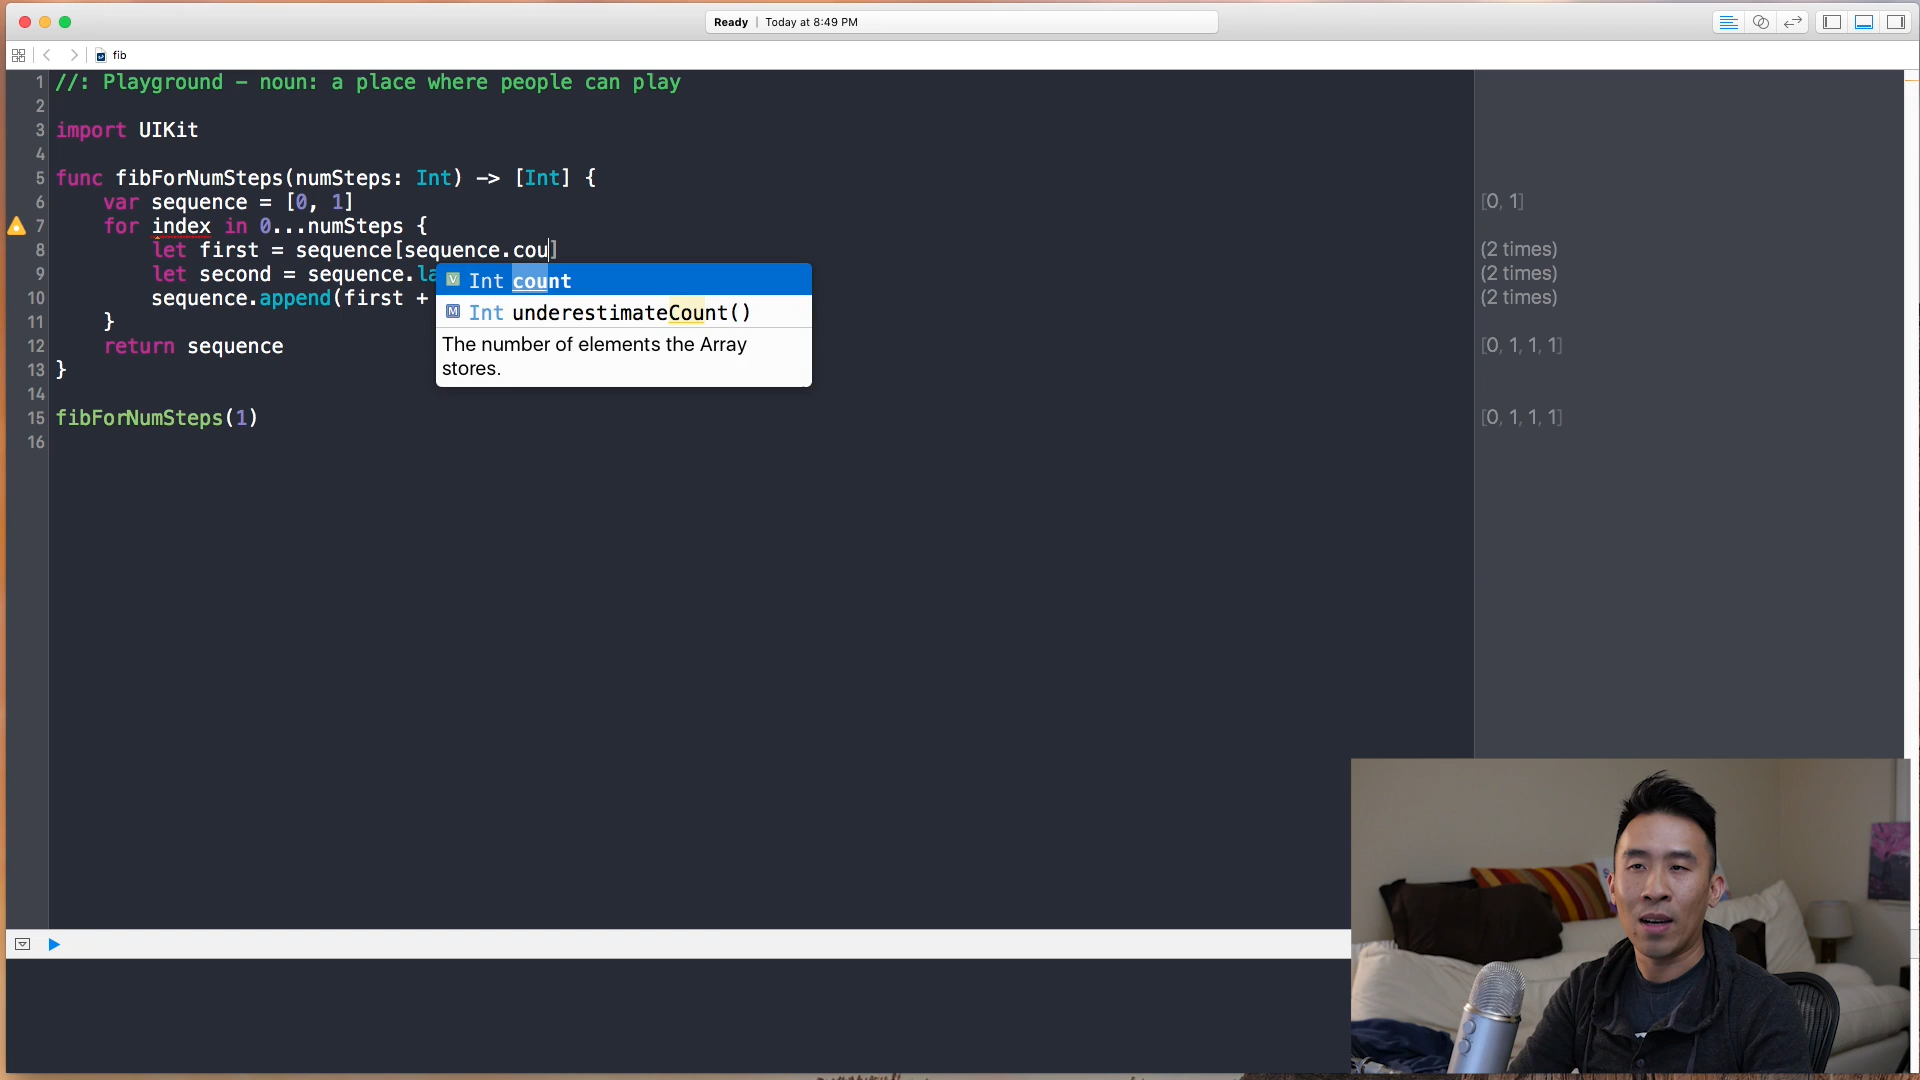 Ready | Today at 8:49 PM
fib
1 //: Playground - noun: a place where people can play
2
3 import UIKit
4
5 func fibForNumSteps(numSteps: Int) -> [Int] {
6 var sequence = [0, 1] [0, 1]
7 for index in 0...numSteps {
8 let first = sequence[sequence.cou] (2 times)
9 let second = sequence.la (2 times)
10 sequence.append(first + (2 times)
11 }
12 return sequence [0, 1, 1, 1]
13 }
14
15 fibForNumSteps(1) [0, 1, 1, 1]
16
V Int count
M Int underestimateCount()
The number of elements the Array
stores.